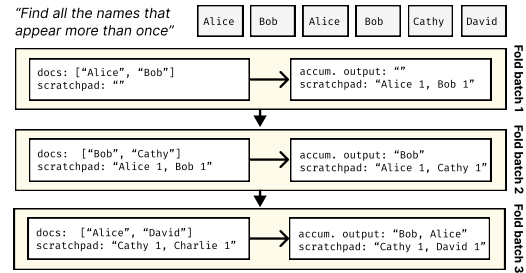 “Find all the names that
appear more than once”
Alice Bob Alice Bob Cathy David
docs: ["Alice”, “Bob”]
scratchpad: “”
accum. output: “”
scratchpad: “Alice 1, Bob 1”
Fold batch 1
docs: ["Bob”, “Cathy”]
scratchpad: “Alice 1, Bob 1”
accum. output: “Bob”
scratchpad: “Alice 1, Cathy 1”
Fold batch 2
docs: ["Alice”, “David”]
scratchpad: “Cathy 1, Charlie 1”
accum. output: “Bob, Alice”
scratchpad: “Cathy 1, David 1”
Fold batch 3